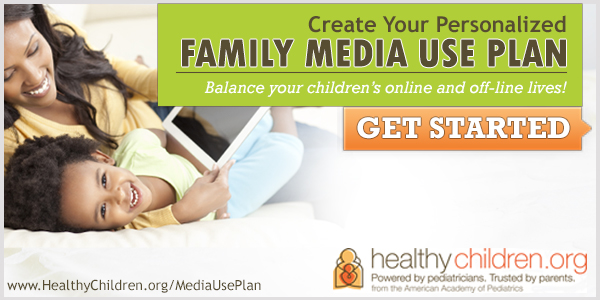 Create Your Personalized
FAMILY MEDIA USE PLAN
Balance your children's online and off-line lives!
GET STARTED
healthychildren.org
Powered by pediatricians. Trusted by parents.
from the American Academy of Pediatrics
www.HealthyChildren.org/MediaUsePlan